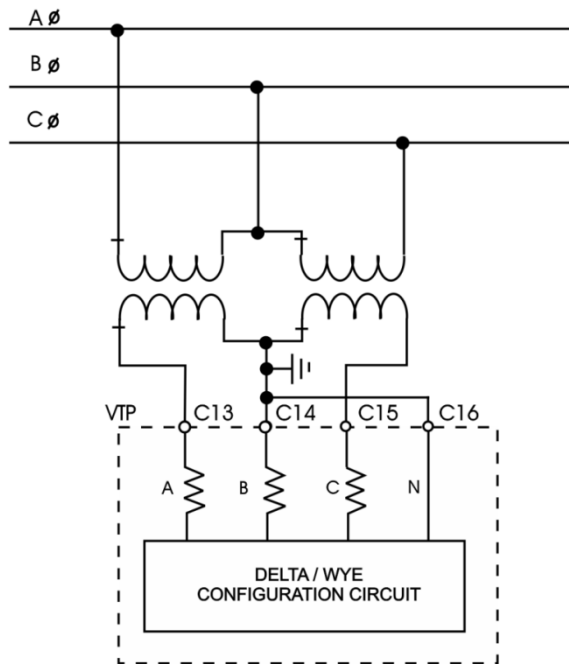 A ø
B ø
C ø
VTP C13 C14 C15 C16
A B C N
DELTA / WYE
CONFIGURATION CIRCUIT